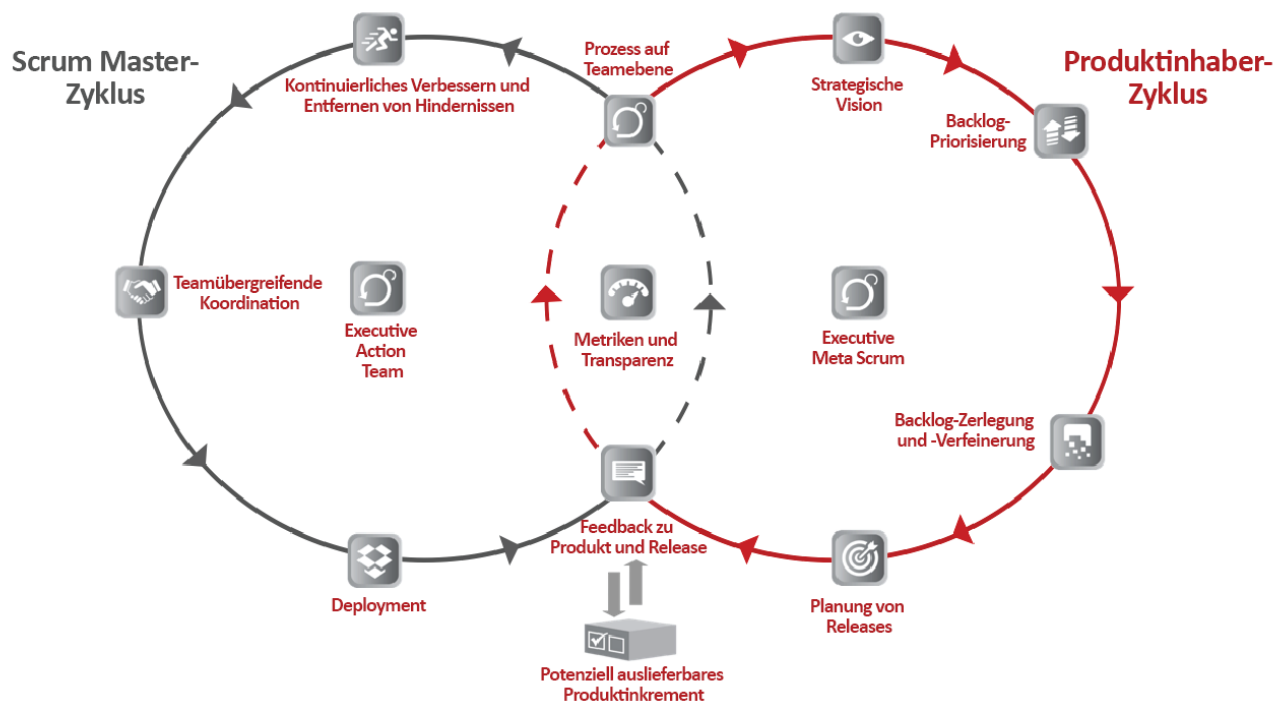 Scrum Master-
Zyklus
Kontinuierliches Verbessern und
Entfernen von Hindernissen
Prozess auf
Teamebene
Strategische
Vision
Produktinhaber-
Zyklus
Backlog-
Priorisierung
Teamübergreifende
Koordination
Executive
Action
Team
Metriken und
Transparenz
Executive
Meta Scrum
Backlog-Zerlegung
und -Verfeinerung
Deployment
Feedback zu
Produkt und Release
Planung von
Releases
Potenziell auslieferbares
Produktinkrement